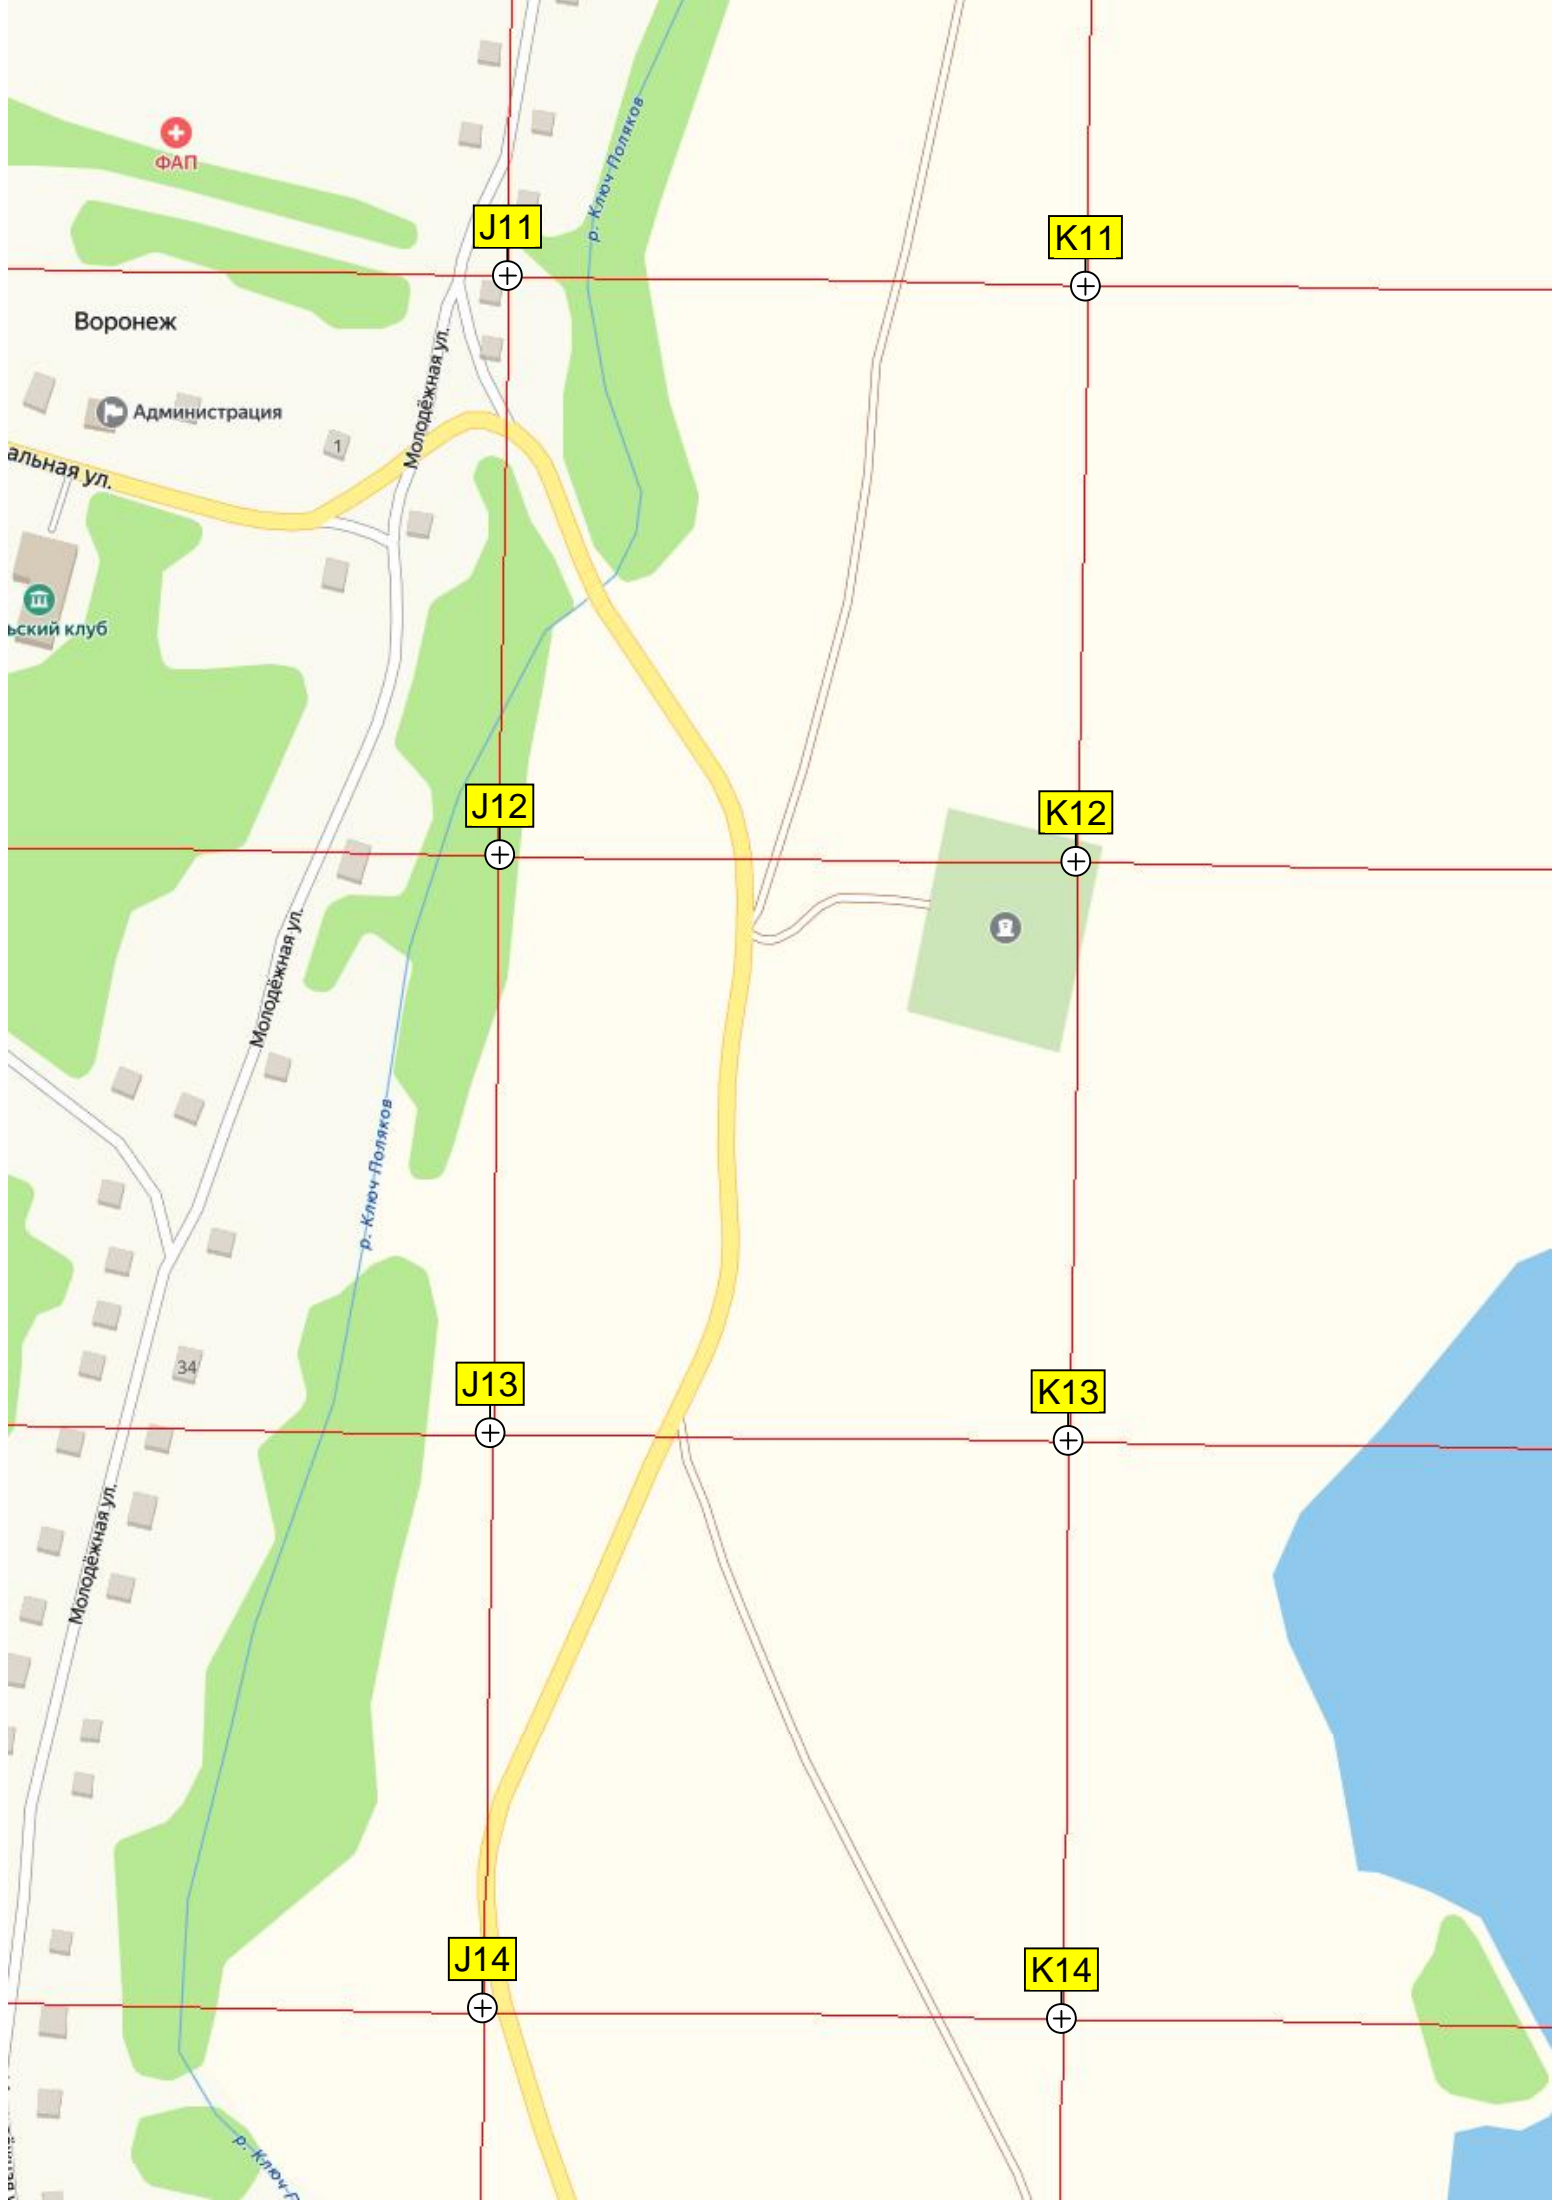 р. Ключ Поляков
ФАП
J11
K11
Воронеж
Молодёжная ул.
Администрация
1
альная ул.
ьский клуб
J12
K12
Молодёжная ул.
р. Ключ Поляков
34
J13
K13
Молодёжная ул.
J14
K14
р. Ключ